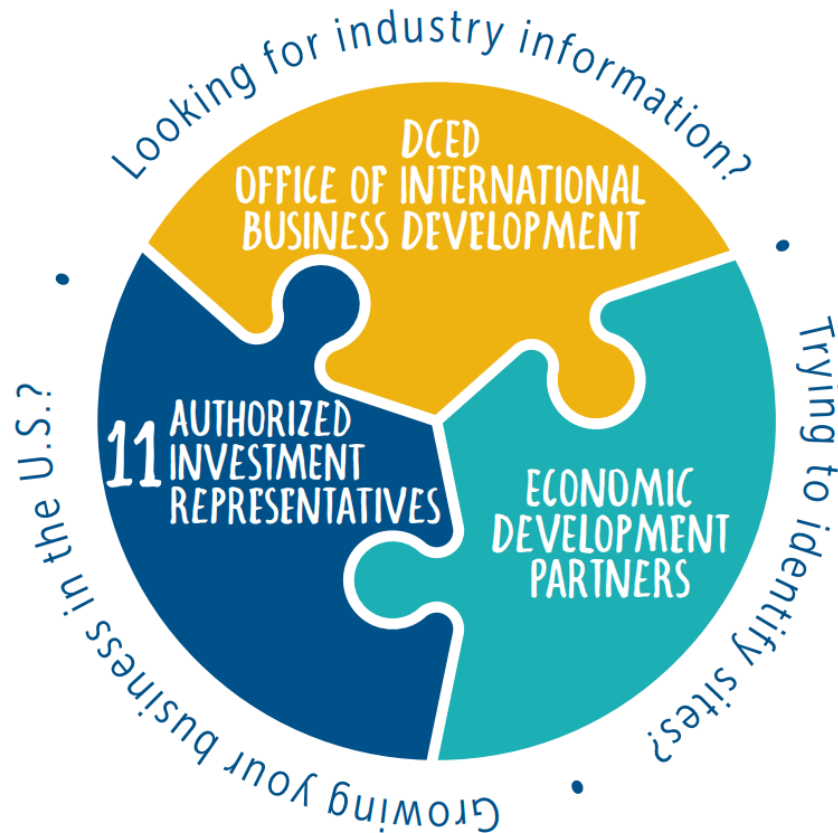 Looking for industry information?
DCED
OFFICE OF INTERNATIONAL
BUSINESS DEVELOPMENT
11 AUTHORIZED
INVESTMENT
REPRESENTATIVES
ECONOMIC
DEVELOPMENT
PARTNERS
Trying to identify sites?
Growing your business in the U.S.?